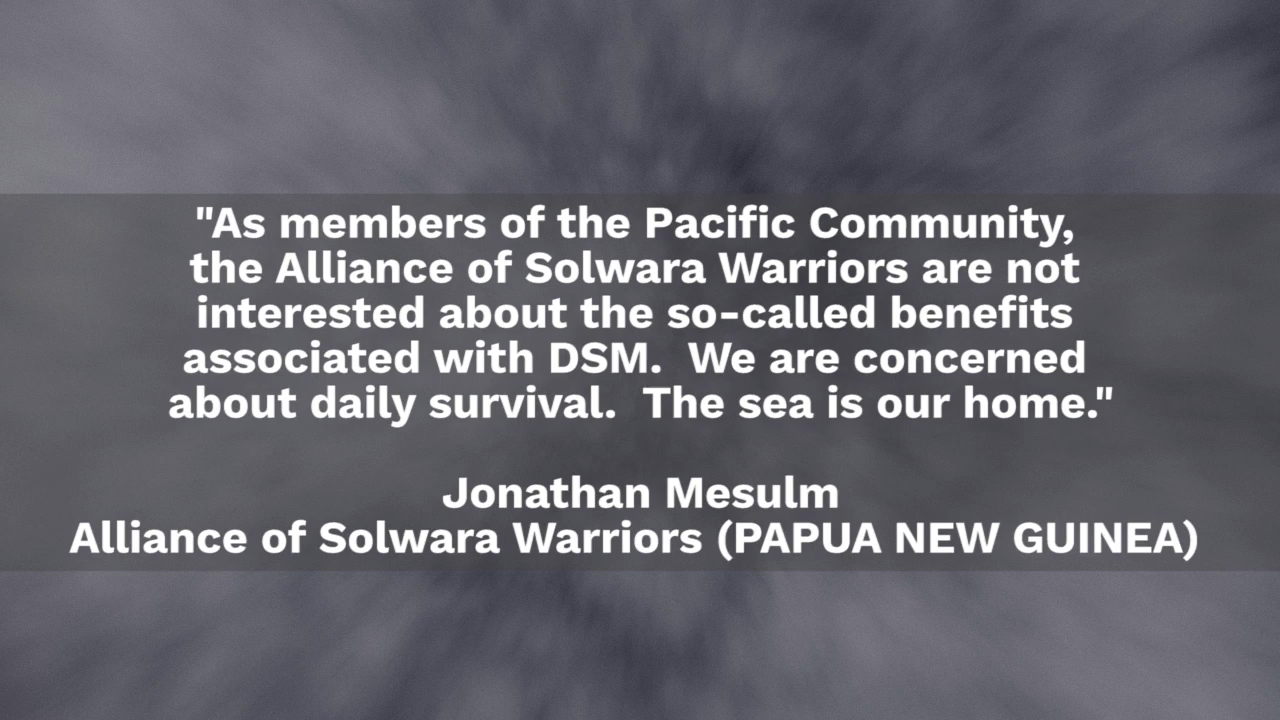 "As members of the Pacific Community,
the Alliance of Solwara Warriors are not
interested about the so-called benefits
associated with DSM.  We are concerned
about daily survival.  The sea is our home."
Jonathan Mesulm
Alliance of Solwara Warriors (PAPUA NEW GUINEA)